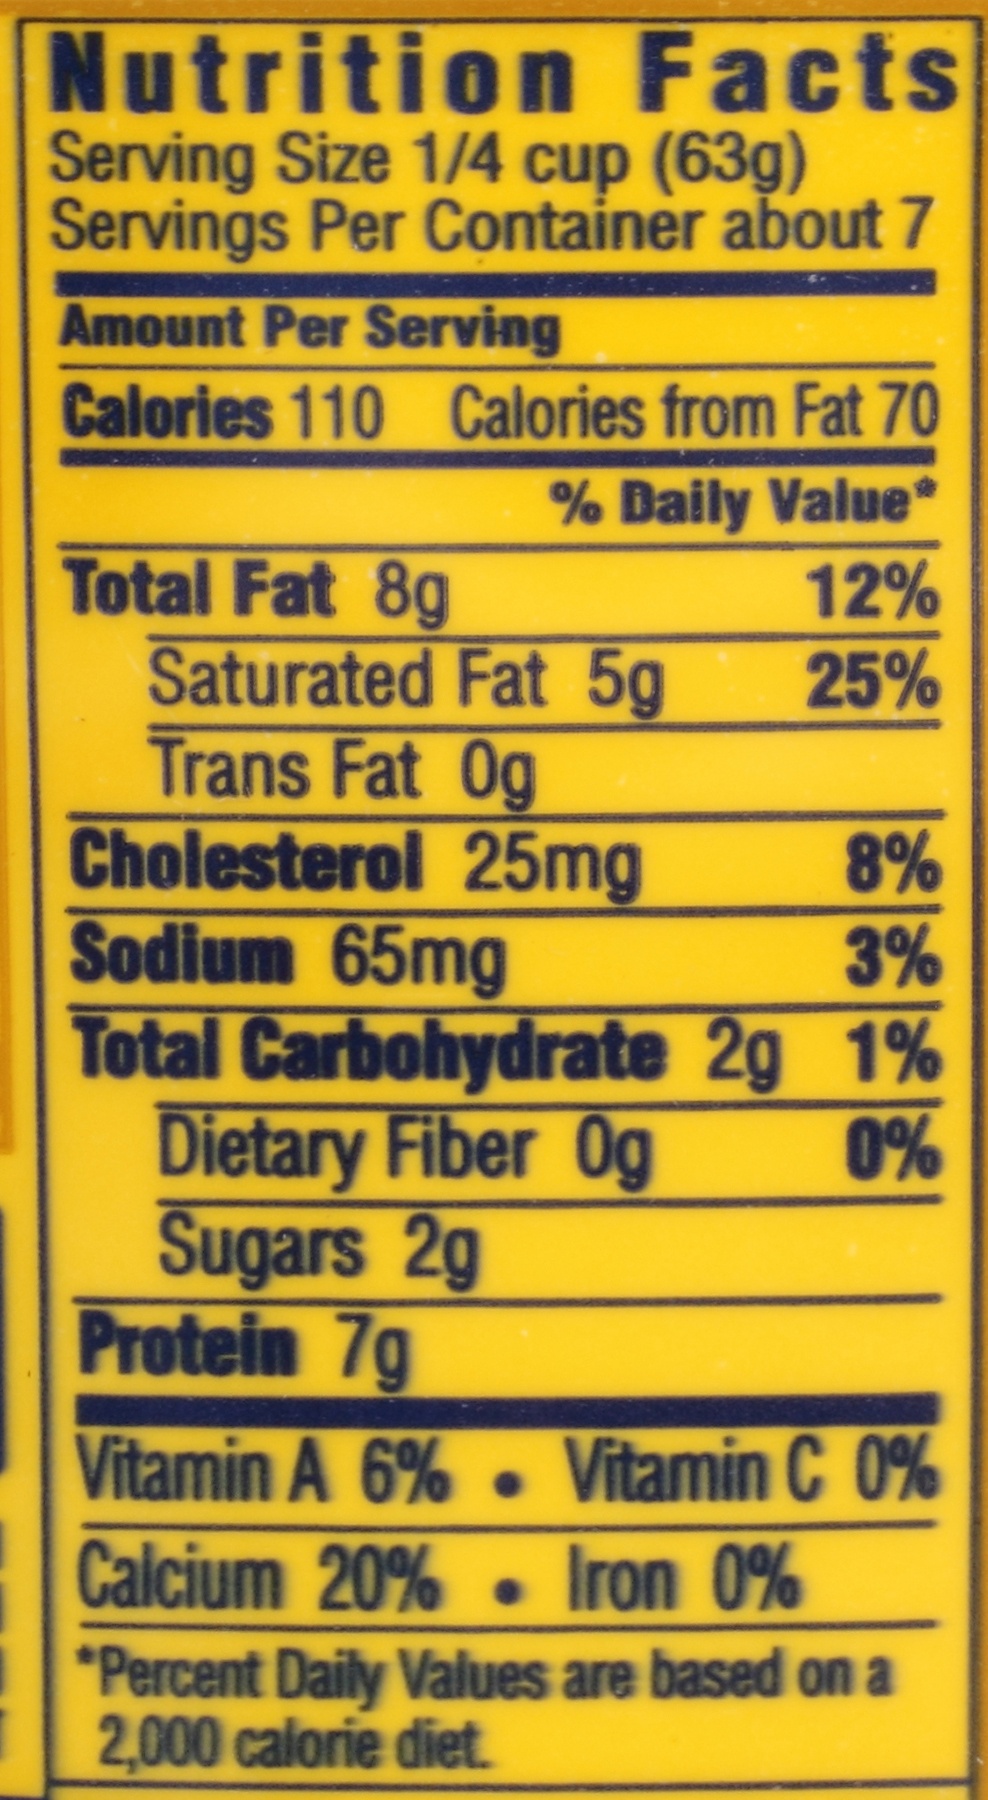 Nutrition Facts
Serving Size 1/4 cup (63g)
Servings Per Container about 7
Amount Per Serving
Calories 110 Calories from Fat 70
% Daily Value*
Total Fat 8g 12%
Saturated Fat 5g 25%
Trans Fat 0g
Cholesterol 25mg 8%
Sodium 65mg 3%
Total Carbohydrate 2g 1%
Dietary Fiber 0g 0%
Sugars 2g
Protein 7g
Vitamin A 6% • Vitamin C 0%
Calcium 20% • Iron 0%
*Percent Daily Values are based on a
2,000 calorie diet.